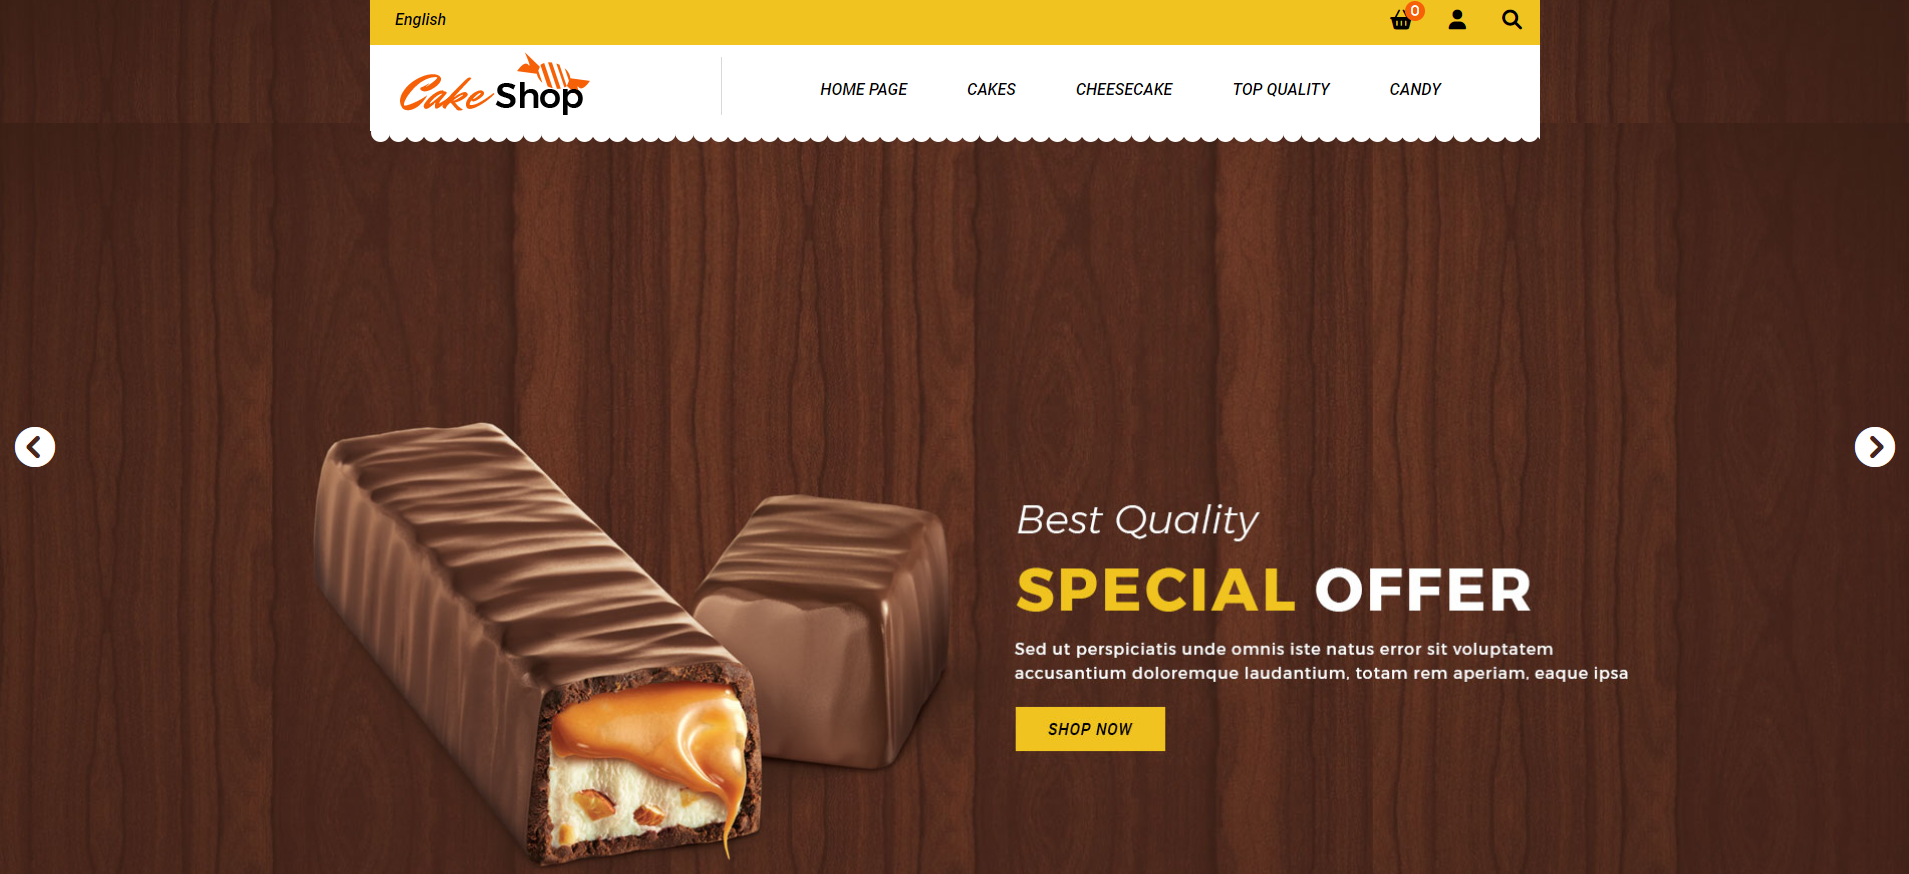 English
0
Cake Shop
HOME PAGE CAKES CHEESECAKE TOP QUALITY CANDY
Best Quality
SPECIAL OFFER
Sed ut perspiciatis unde omnis iste natus error sit voluptatem
accusantium doloremque laudantium, totam rem aperiam, eaque ipsa
SHOP NOW